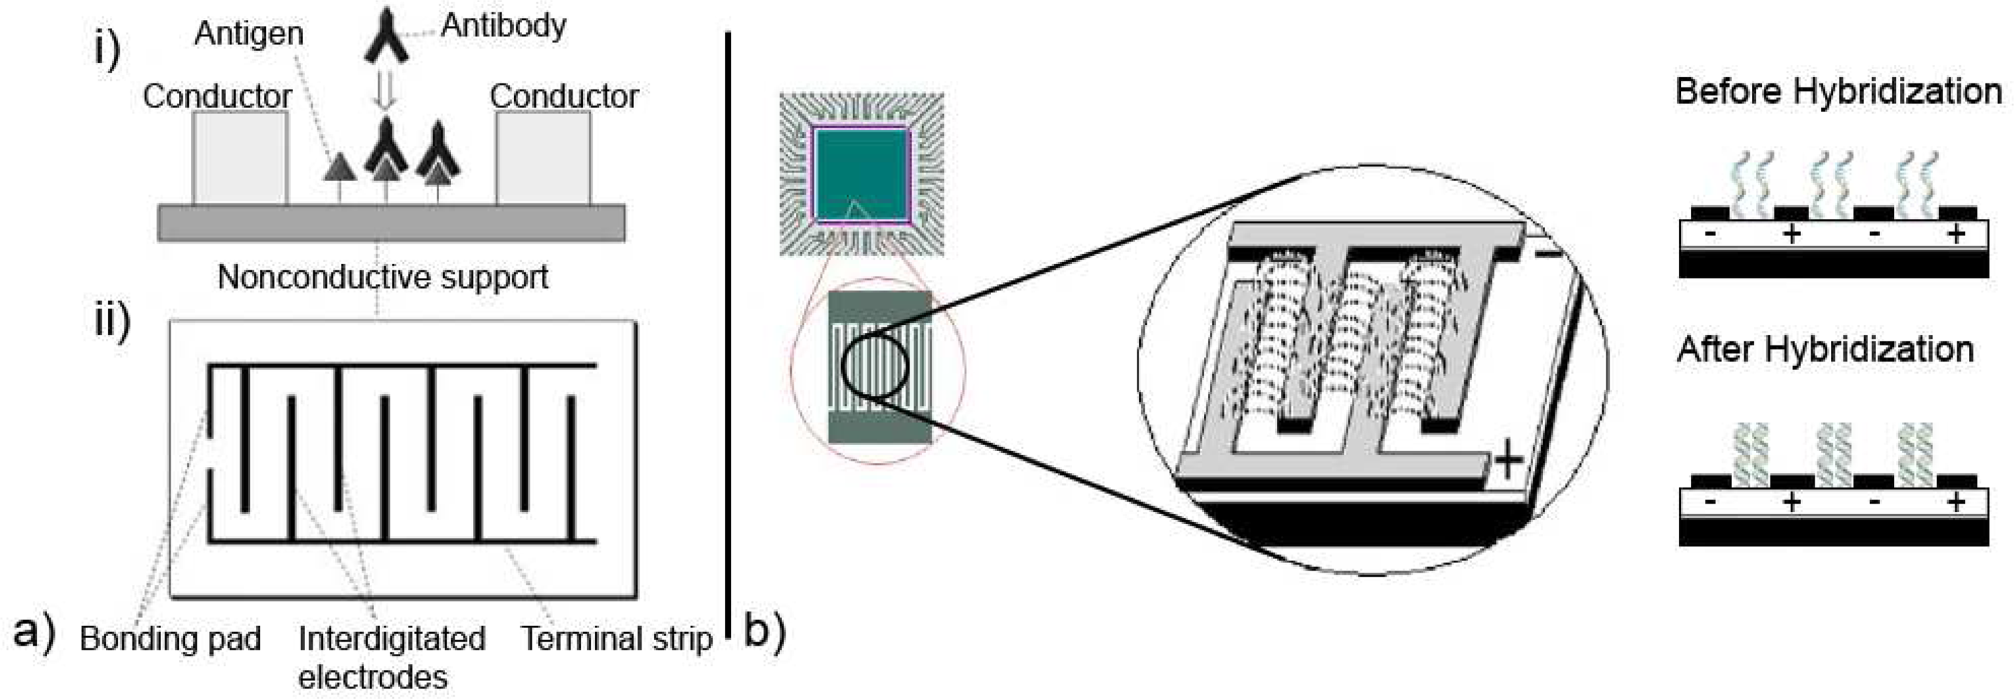 i)
Antigen
Antibody
Conductor
Conductor
Nonconductive support
ii)
a)
Bonding pad
Interdigitated
electrodes
Terminal strip
b)
-
+
Before Hybridization
- + - +
After Hybridization
- + - +